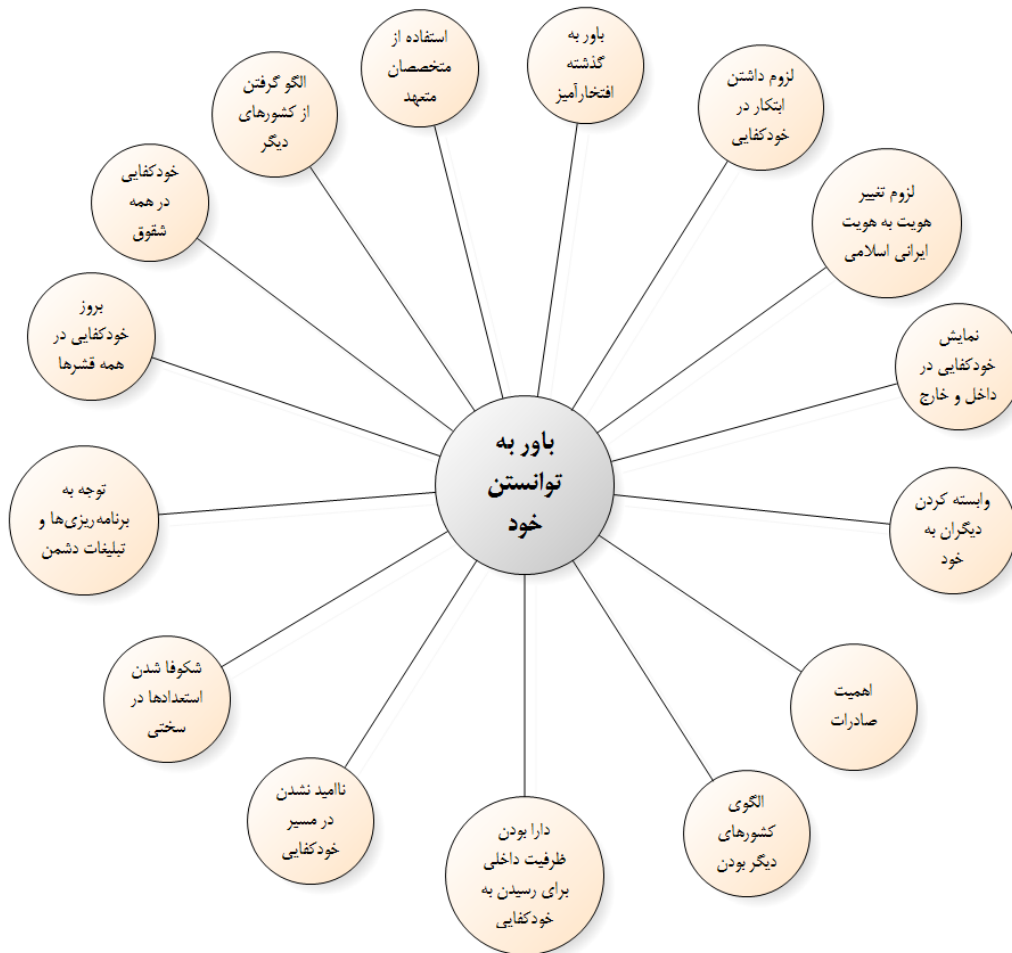 باور به
توانستن
خود
باور به
گذشته
افتخارآمیز
لزوم داشتن
ابتکار در
خودکفایی
لزوم تغییر
هویت به هویت
ایرانی اسلامی
نمایش
خودکفایی در
داخل و خارج
وابسته کردن
دیگران به
خود
اهمیت
صادرات
الگوی
کشورهای
دیگر بودن
دارا بودن
ظرفیت داخلی
برای رسیدن به
خودکفایی
ناامید نشدن
در مسیر
خودکفایی
شکوفا شدن
استعدادها در
سختی
توجه به
برنامه‌ریزی‌ها و
تبلیغات دشمن
بروز
خودکفایی در
همه قشرها
خودکفایی
در همه
شقوق
الگو گرفتن
از کشورهای
دیگر
استفاده از
متخصصان
متعهد